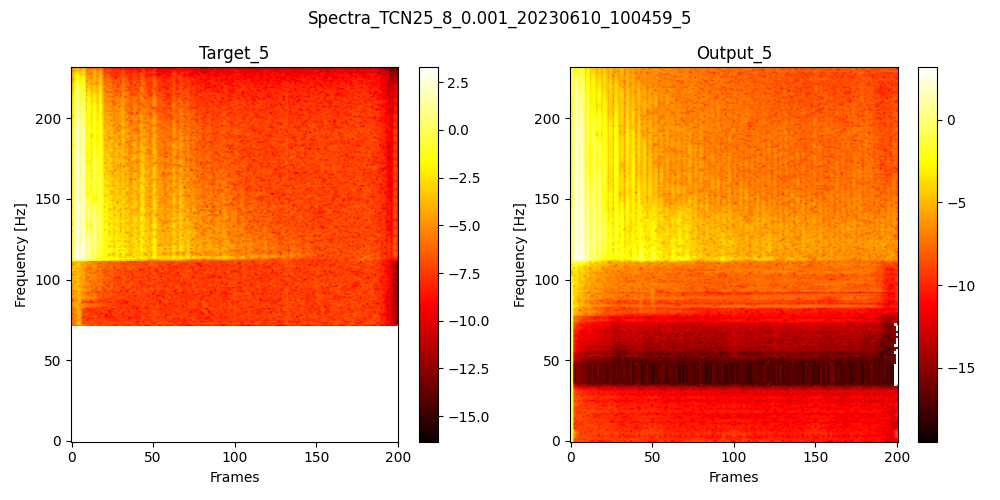 Spectra_TCN25_8_0.001_20230610_100459_5
Target_5
Output_5
Frequency [Hz]
200
150
100
50
0
0 50 100 150 200
Frames
2.5
0.0
−2.5
−5.0
−7.5
−10.0
−12.5
−15.0
Frequency [Hz]
200
150
100
50
0
0 50 100 150 200
Frames
0
−5
−10
−15